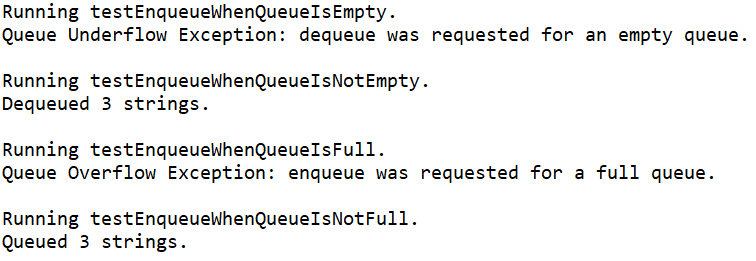 Running testEnqueueWhenQueueIsEmpty.
Queue Underflow Exception: dequeue was requested for an empty queue.
Running testEnqueueWhenQueueIsNotEmpty.
Dequeued 3 strings.
Running testEnqueueWhenQueueIsFull.
Queue Overflow Exception: enqueue was requested for a full queue.
Running testEnqueueWhenQueueIsNotFull.
Queued 3 strings.